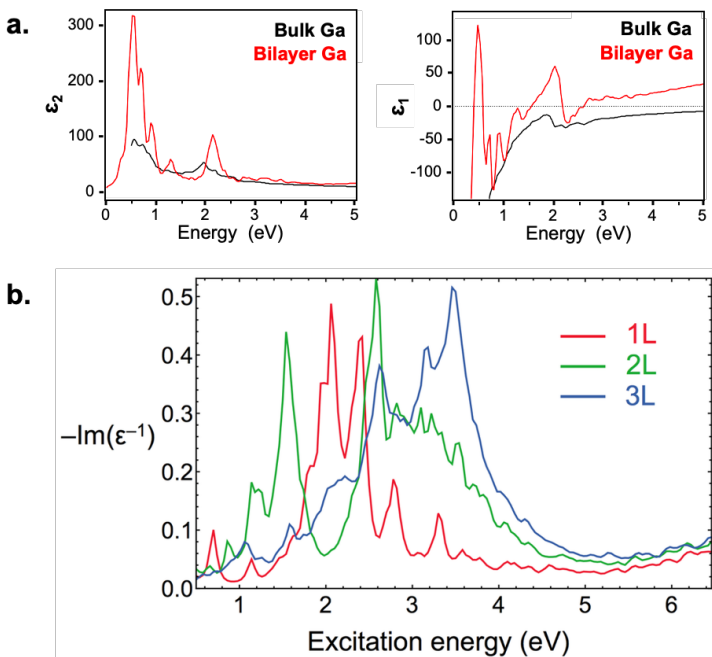 a.
300
200
100
0
ε₂
Bulk Ga
Bilayer Ga
0 1 2 3 4 5
Energy (eV)
100
50
0
-50
-100
ε₁
Bulk Ga
Bilayer Ga
0 1 2 3 4 5
Energy (eV)
b.
0.5
0.4
0.3
0.2
0.1
0.0
–Im(ε⁻¹)
1L
2L
3L
1 2 3 4 5 6
Excitation energy (eV)